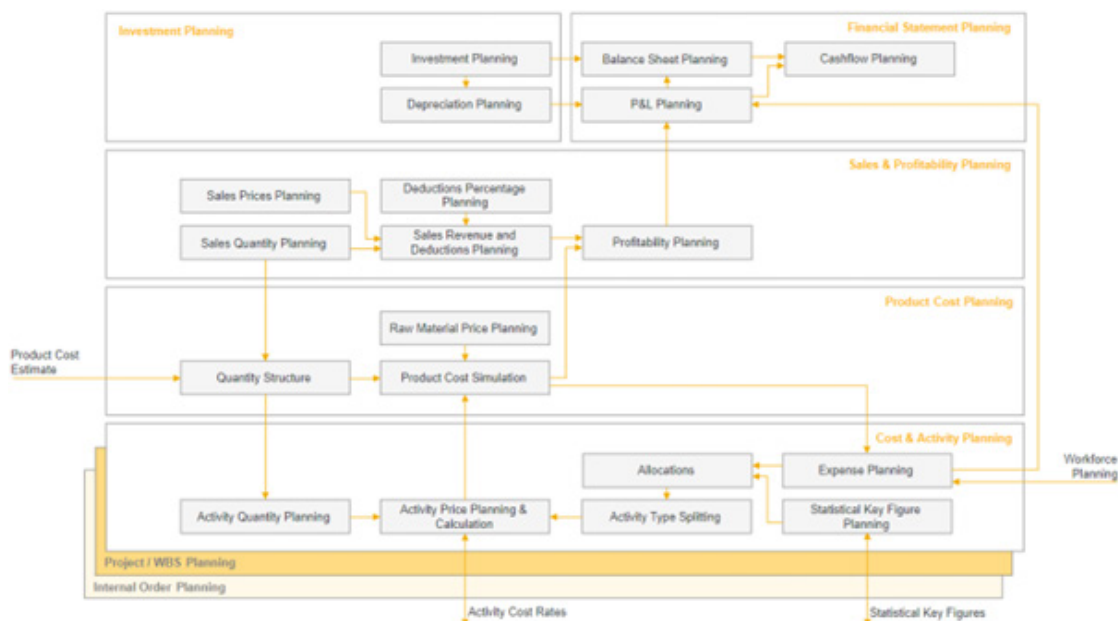 Investment Planning
Financial Statement Planning
Investment Planning
Balance Sheet Planning
Cashflow Planning
Depreciation Planning
P&L Planning
Sales & Profitability Planning
Sales Prices Planning
Deductions Percentage
Planning
Sales Quantity Planning
Sales Revenue and
Deductions Planning
Profitability Planning
Product Cost Planning
Raw Material Price Planning
Product Cost
Estimate
Quantity Structure
Product Cost Simulation
Cost & Activity Planning
Allocations
Expense Planning
Workforce
Planning
Activity Quantity Planning
Activity Price Planning &
Calculation
Activity Type Splitting
Statistical Key Figure
Planning
Project / WBS Planning
Internal Order Planning
Activity Cost Rates
Statistical Key Figures